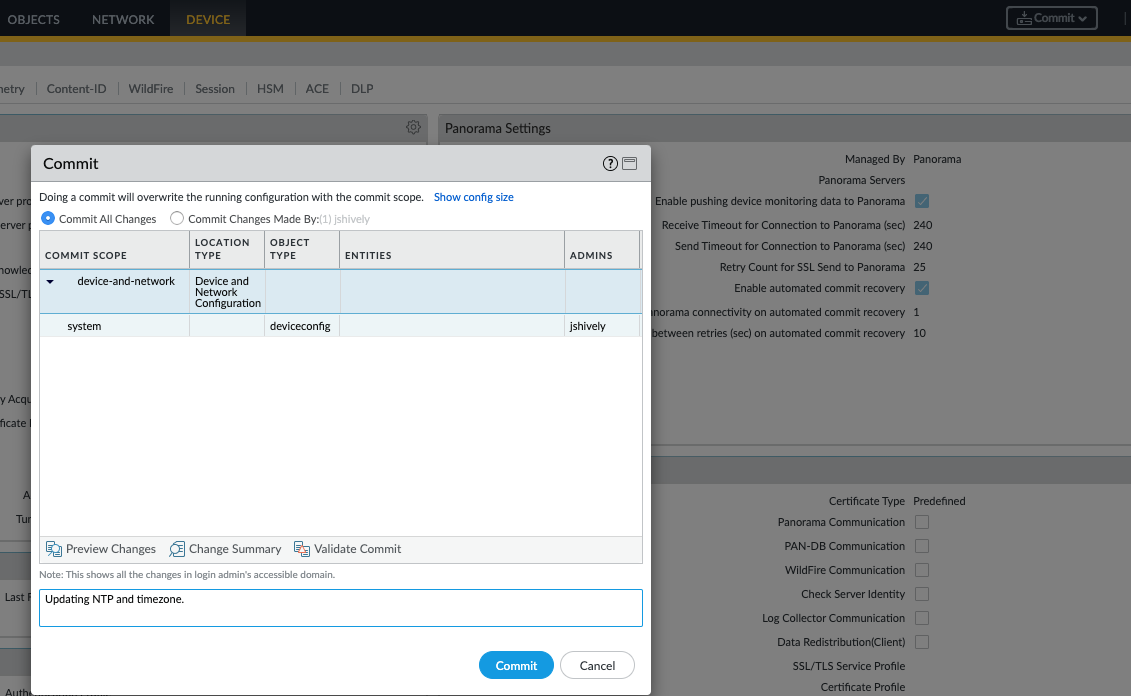 OBJECTS NETWORK DEVICE Commit
Content-ID WildFire Session HSM ACE DLP
Panorama Settings
Managed By Panorama
Panorama Servers
Enable pushing device monitoring data to Panorama
Receive Timeout for Connection to Panorama (sec) 240
Send Timeout for Connection to Panorama (sec) 240
Retry Count for SSL Send to Panorama 25
Enable automated commit recovery
connectivity on automated commit recovery 1
between retries (sec) on automated commit recovery 10
Commit
Doing a commit will overwrite the running configuration with the commit scope. Show config size
Commit All Changes Commit Changes Made By:(1) jshively
COMMIT SCOPE LOCATION TYPE OBJECT TYPE ENTITIES ADMINS
device-and-network Device and Network Configuration
system deviceconfig jshively
Preview Changes Change Summary Validate Commit
Note: This shows all the changes in login admin's accessible domain.
Updating NTP and timezone.
Commit Cancel
Certificate Type Predefined
Panorama Communication
PAN-DB Communication
WildFire Communication
Check Server Identity
Log Collector Communication
Data Redistribution(Client)
SSL/TLS Service Profile
Certificate Profile